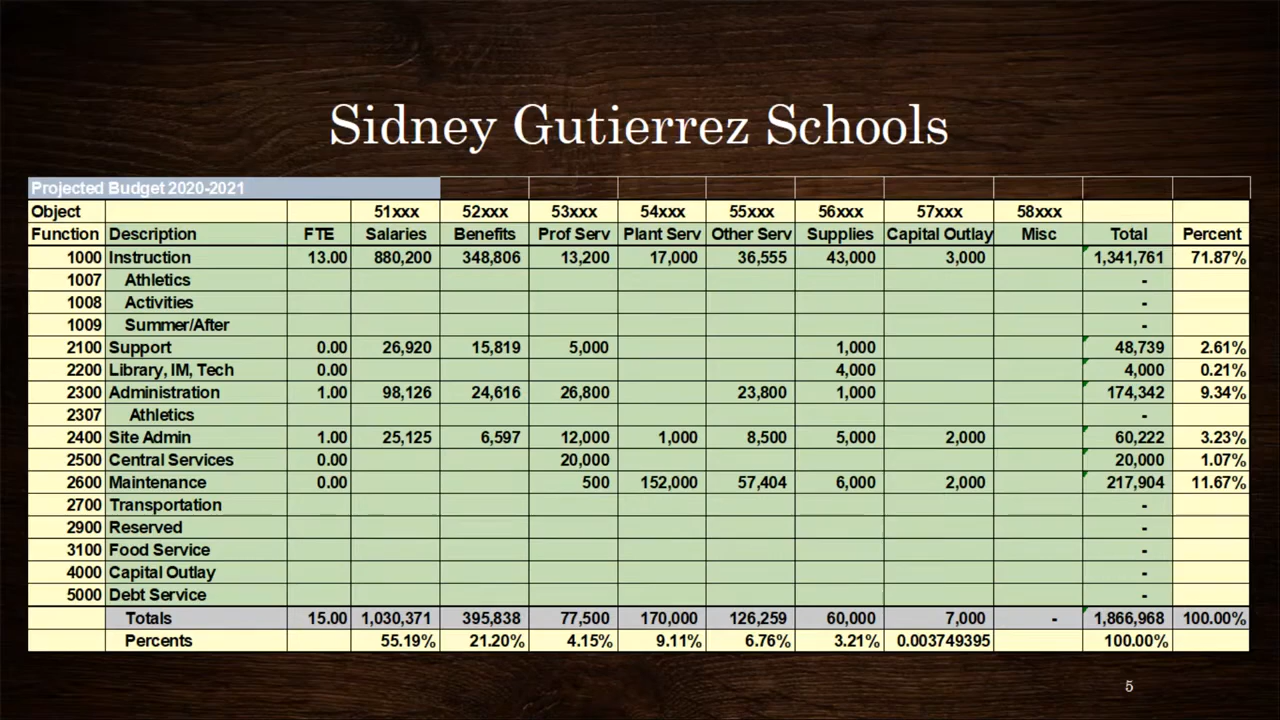 Sidney Gutierrez Schools
Projected Budget 2020-2021
Object 51xxx 52xxx 53xxx 54xxx 55xxx 56xxx 57xxx 58xxx
Function Description FTE Salaries Benefits Prof Serv Plant Serv Other Serv Supplies Capital Outlay Misc Total Percent
1000 Instruction 13.00 880,200 348,806 13,200 17,000 36,555 43,000 3,000 1,341,761 71.87%
1007 Athletics -
1008 Activities -
1009 Summer/After -
2100 Support 0.00 26,920 15,819 5,000 1,000 48,739 2.61%
2200 Library, IM, Tech 0.00 4,000 4,000 0.21%
2300 Administration 1.00 98,126 24,616 26,800 23,800 1,000 174,342 9.34%
2307 Athletics -
2400 Site Admin 1.00 25,125 6,597 12,000 1,000 8,500 5,000 2,000 60,222 3.23%
2500 Central Services 0.00 20,000 20,000 1.07%
2600 Maintenance 0.00 500 152,000 57,404 6,000 2,000 217,904 11.67%
2700 Transportation -
2900 Reserved -
3100 Food Service -
4000 Capital Outlay -
5000 Debt Service -
Totals 15.00 1,030,371 395,838 77,500 170,000 126,259 60,000 7,000 - 1,866,968 100.00%
Percents 55.19% 21.20% 4.15% 9.11% 6.76% 3.21% 0.003749395 100.00%
5